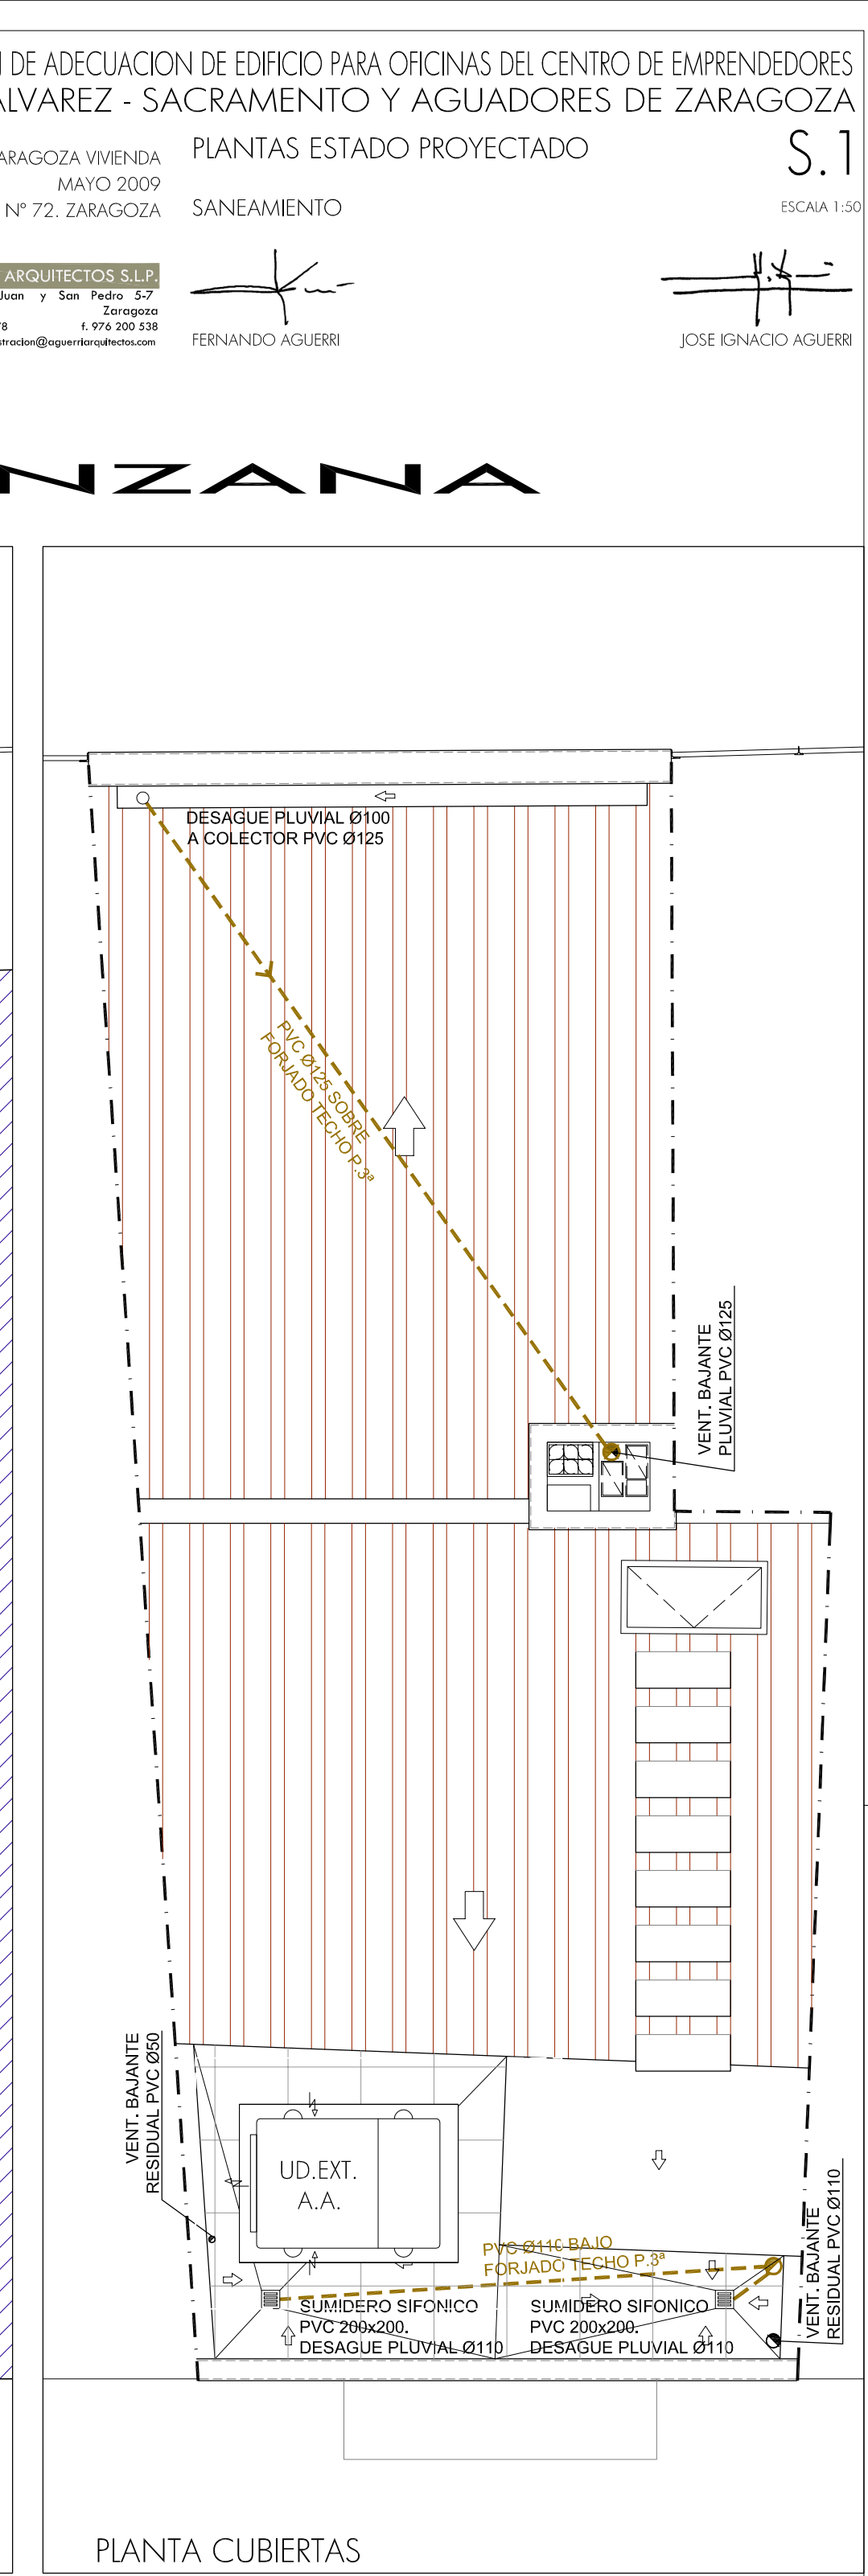 DE ADECUACION DE EDIFICIO PARA OFICINAS DEL CENTRO DE EMPRENDEDORES
LVAREZ - SACRAMENTO Y AGUADORES DE ZARAGOZA
ARAGOZA VIVIENDA
MAYO 2009
Nº 72. ZARAGOZA
PLANTAS ESTADO PROYECTADO
SANEAMIENTO
S.1
ESCALA 1:50
ARQUITECTOS S.L.P.
Juan y San Pedro 5-7
Zaragoza
78 f. 976 200 538
stracion@aguerriarquitectos.com
FERNANDO AGUERRI
JOSE IGNACIO AGUERRI
NZANA
DESAGUE PLUVIAL Ø100
A COLECTOR PVC Ø125
PVC Ø125 SOBRE
FORJADO TECHO P.3ª
VENT. BAJANTE
PLUVIAL PVC Ø125
VENT. BAJANTE
RESIDUAL PVC Ø50
UD.EXT.
A.A.
PVC Ø110 BAJO
FORJADO TECHO P.3ª
SUMIDERO SIFONICO
PVC 200x200.
DESAGUE PLUVIAL Ø110
SUMIDERO SIFONICO
PVC 200x200.
DESAGUE PLUVIAL Ø110
VENT. BAJANTE
RESIDUAL PVC Ø110
PLANTA CUBIERTAS